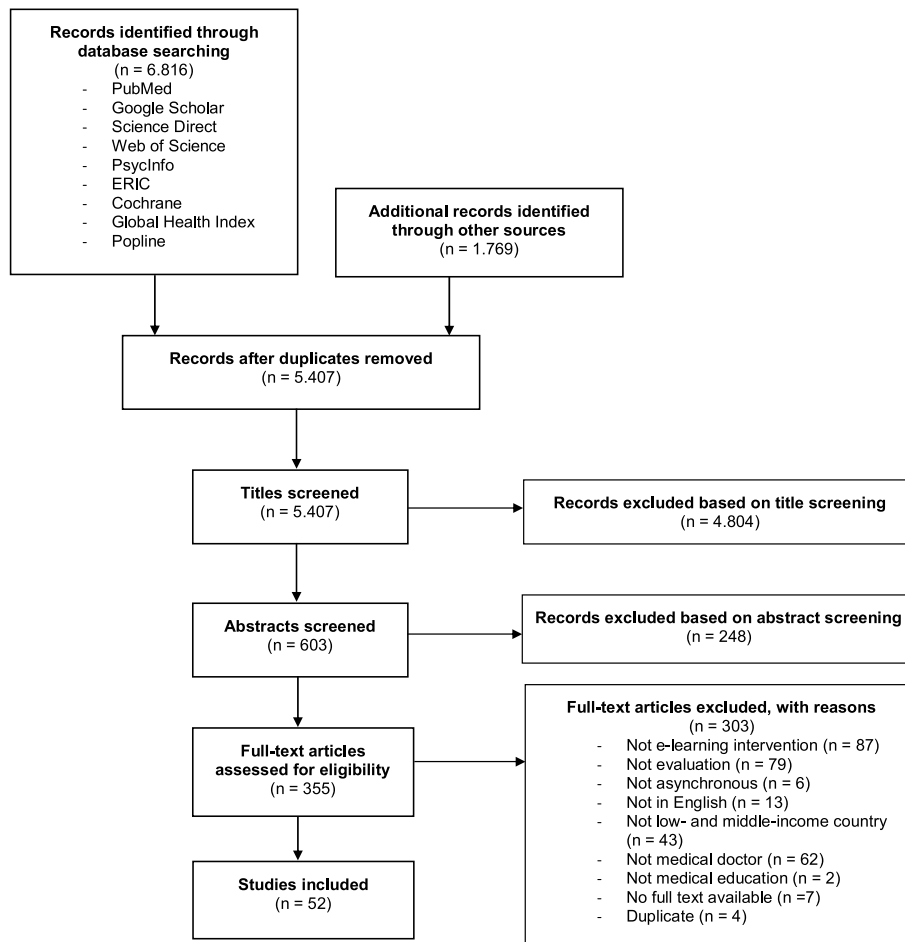 Records identified through
database searching
(n = 6.816)
- PubMed
- Google Scholar
- Science Direct
- Web of Science
- PsycInfo
- ERIC
- Cochrane
- Global Health Index
- Popline
Additional records identified
through other sources
(n = 1.769)
Records after duplicates removed
(n = 5.407)
Titles screened
(n = 5.407)
Records excluded based on title screening
(n = 4.804)
Abstracts screened
(n = 603)
Records excluded based on abstract screening
(n = 248)
Full-text articles
assessed for eligibility
(n = 355)
Full-text articles excluded, with reasons
(n = 303)
- Not e-learning intervention (n = 87)
- Not evaluation (n = 79)
- Not asynchronous (n = 6)
- Not in English (n = 13)
- Not low- and middle-income country
(n = 43)
- Not medical doctor (n = 62)
- Not medical education (n = 2)
- No full text available (n =7)
- Duplicate (n = 4)
Studies included
(n = 52)